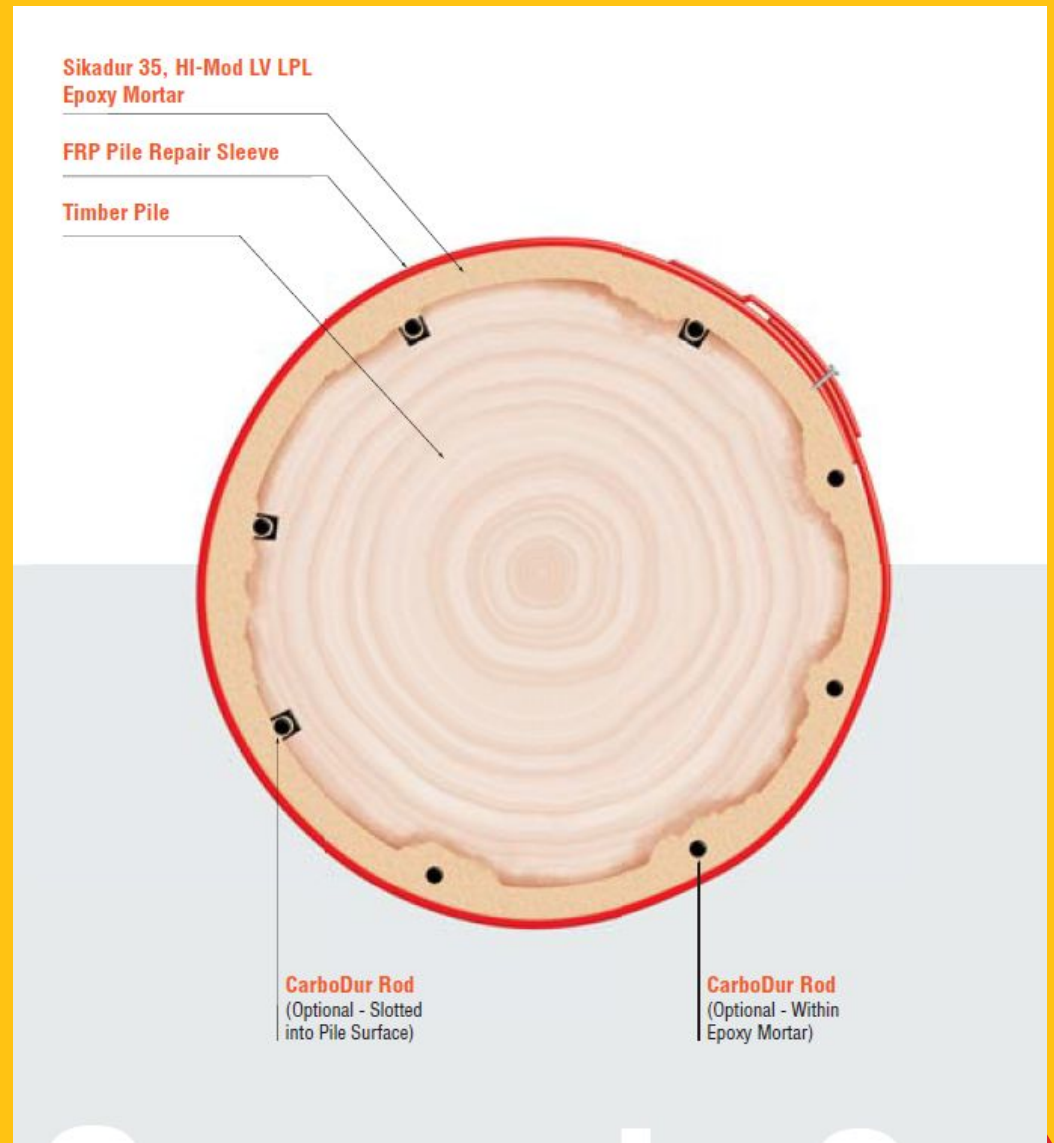 Sikadur 35, HI-Mod LV LPL
Epoxy Mortar
FRP Pile Repair Sleeve
Timber Pile
CarboDur Rod
(Optional - Slotted
into Pile Surface)
CarboDur Rod
(Optional - Within
Epoxy Mortar)